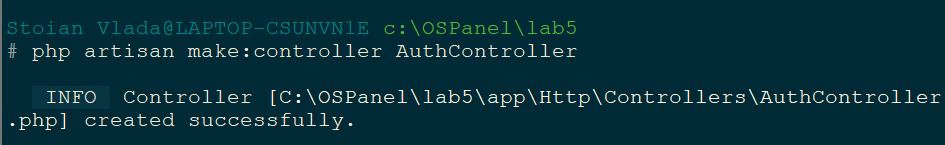 Stoian Vlada@LAPTOP-CSUNVN1E c:\OSPanel\lab5
# php artisan make:controller AuthController
INFO Controller [C:\OSPanel\lab5\app\Http\Controllers\AuthController
.php] created successfully.